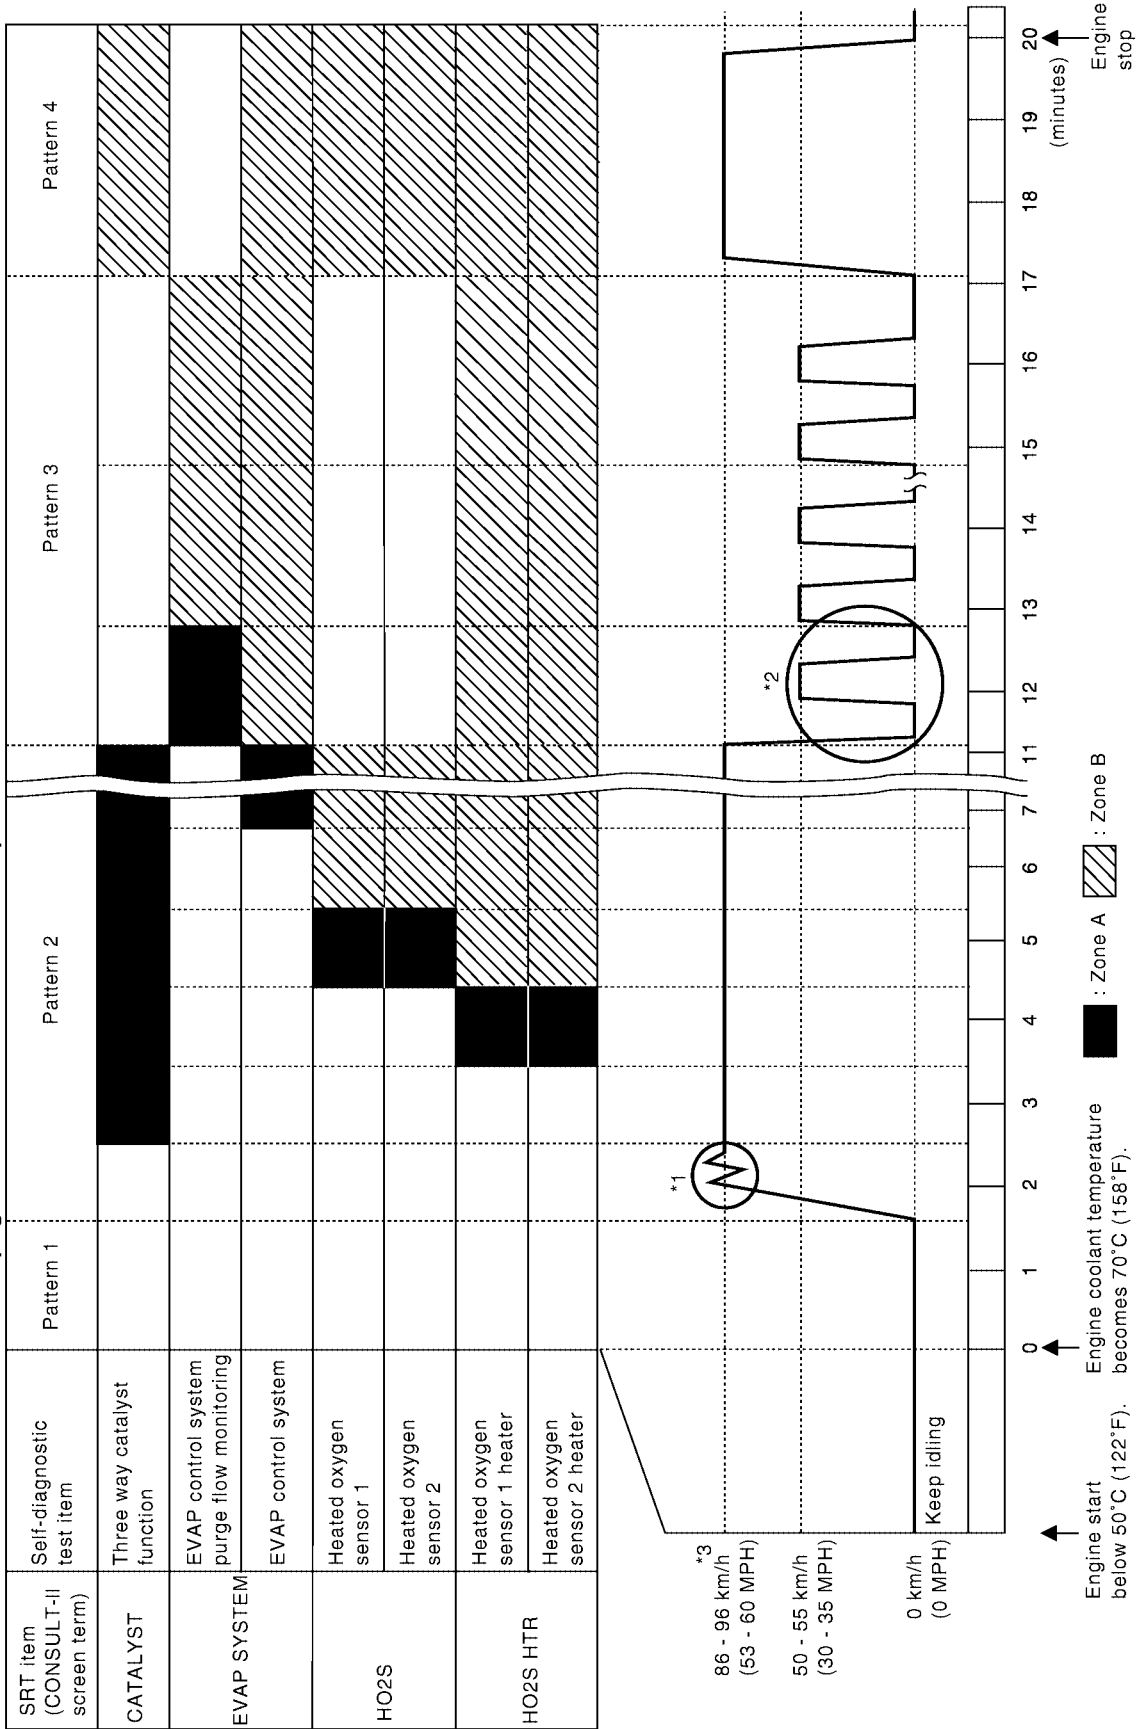 SRT item
(CONSULT-II
screen term)
Self-diagnostic
test item
Pattern 1
Pattern 2
Pattern 3
Pattern 4
CATALYST
Three way catalyst
function
EVAP SYSTEM
EVAP control system
purge flow monitoring
EVAP control system
HO2S
Heated oxygen
sensor 1
Heated oxygen
sensor 2
HO2S HTR
Heated oxygen
sensor 1 heater
Heated oxygen
sensor 2 heater
*3
86 - 96 km/h
(53 - 60 MPH)
50 - 55 km/h
(30 - 35 MPH)
0 km/h
(0 MPH)
*1
*2
Keep idling
0 1 2 3 4 5 6 7 11 12 13 14 15 16 17 18 19 20
(minutes)
Engine start
below 50°C (122°F).
Engine coolant temperature
becomes 70°C (158°F).
: Zone A
: Zone B
Engine
stop